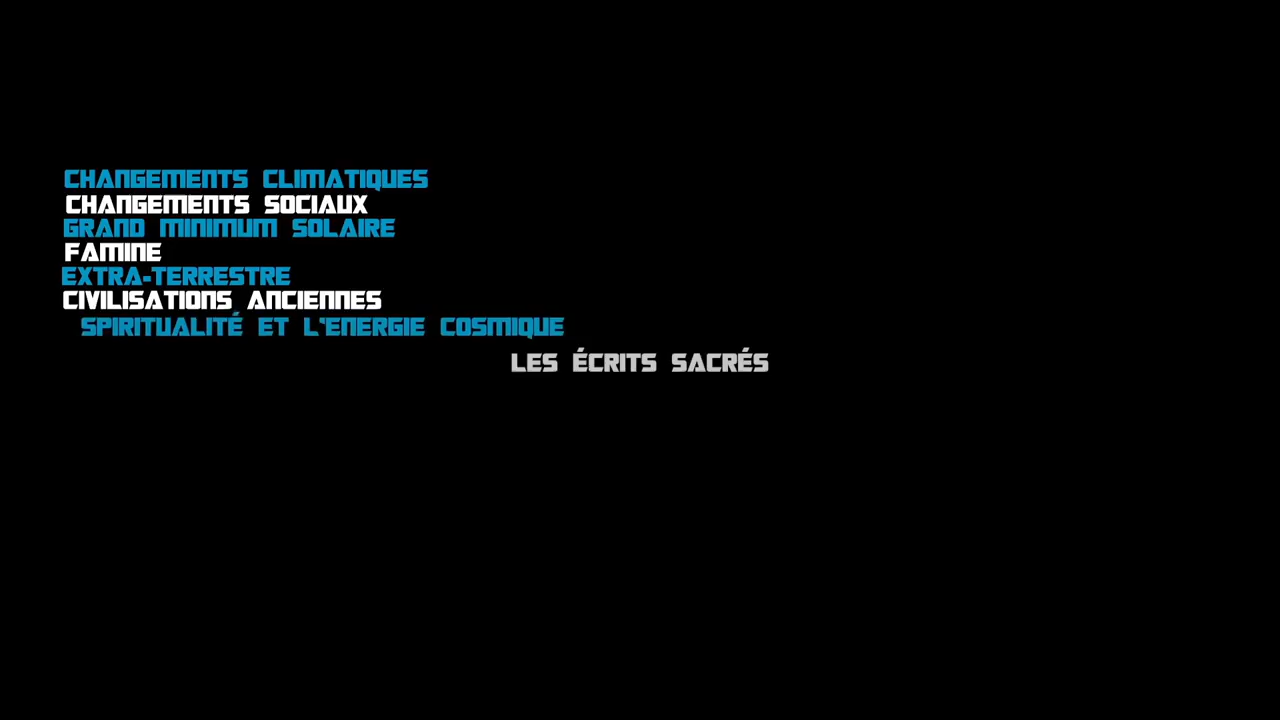 CHANGEMENTS CLIMATIQUES
CHANGEMENTS SOCIAUX
GRAND MINIMUM SOLAIRE
FAMINE
EXTRA-TERRESTRE
CIVILISATIONS ANCIENNES
SPIRITUALITÉ ET L'ENERGIE COSMIQUE
LES ÉCRITS SACRÉS